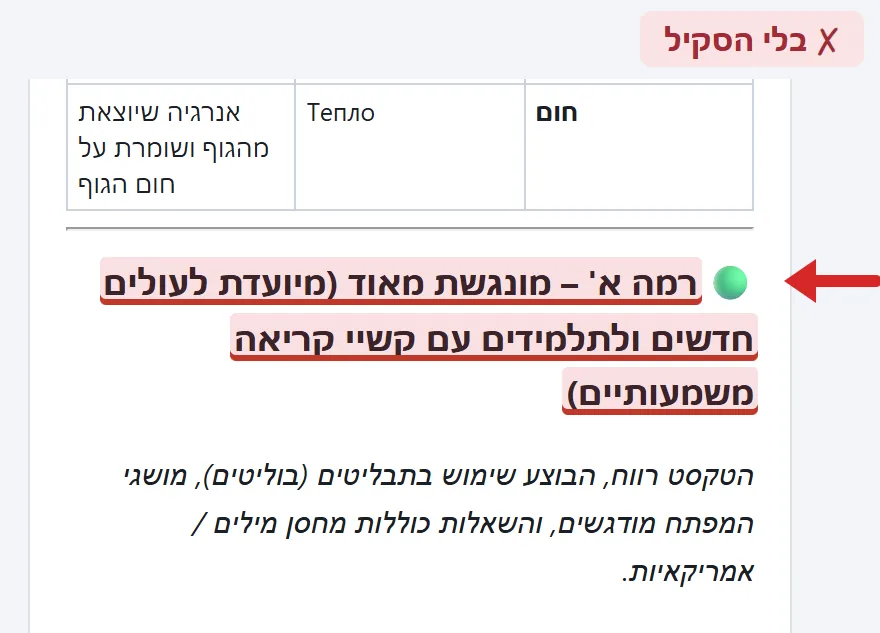 ✗ בלי הסקיל
חום
Тепло
אנרגיה שיוצאת
מהגוף ושומרת על
חום הגוף
רמה א' – מונגשת מאוד (מיועדת לעולים
חדשים ולתלמידים עם קשיי קריאה
משמעותיים)
הטקסט רווח, הבוצע שימוש בתבליטים (בוליטים), מושגי
המפתח מודגשים, והשאלות כוללות מחסן מילים /
אמריקאיות.